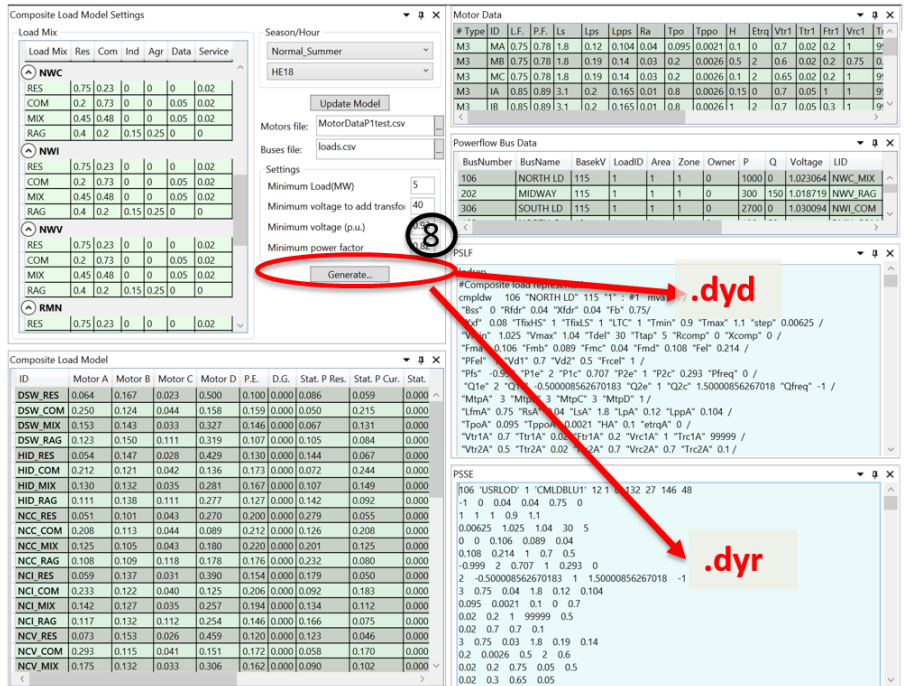 Composite Load Model Settings
Load Mix
Load Mix Res Com Ind Agr Data Service
NWC
RES 0.75 0.23 0 0 0 0.02
COM 0.2 0.73 0 0 0.05 0.02
MIX 0.45 0.48 0 0 0.05 0.02
RAG 0.4 0.2 0.15 0.25 0 0
NWI
RES 0.75 0.23 0 0 0 0.02
COM 0.2 0.73 0 0 0.05 0.02
MIX 0.45 0.48 0 0 0.05 0.02
RAG 0.4 0.2 0.15 0.25 0 0
NWV
RES 0.75 0.23 0 0 0 0.02
COM 0.2 0.73 0 0 0.05 0.02
MIX 0.45 0.48 0 0 0.05 0.02
RAG 0.4 0.2 0.15 0.25 0 0
RMN
RES 0.75 0.23 0 0 0 0.02
Season/Hour
Normal_Summer
HE18
Update Model
Motors file: MotorDataP1test.csv ...
Buses file: loads.csv ...
Settings
Minimum Load(MW) 5
Minimum voltage to add transfo 40
Minimum voltage (p.u.)
Minimum power factor
8
Generate...
Motor Data
# Type ID L.F. P.F. Ls Lps Lpps Ra Tpo Tppo H Etrq Vtr1 Ttr1 Ftr1 Vrc1
M3 MA 0.75 0.78 1.8 0.12 0.104 0.04 0.095 0.0021 0.1 0 0.7 0.02 0.2 1
M3 MB 0.75 0.78 1.8 0.19 0.14 0.03 0.2 0.0026 0.5 2 0.6 0.02 0.2 0.75
M3 MC 0.75 0.78 1.8 0.19 0.14 0.03 0.2 0.0026 0.1 2 0.65 0.02 0.2 1
M3 IA 0.85 0.89 3.1 0.2 0.165 0.01 0.8 0.0026 0.15 0 0.7 0.05 1 1
M3 IB 0.85 0.89 3.1 0.2 0.165 0.01 0.8 0.0026 1 2 0.7 0.05 0.3 1
Powerflow Bus Data
BusNumber BusName BasekV LoadID Area Zone Owner P Q Voltage LID
106 NORTH LD 115 1 1 1 0 1000 0 1.023064 NWC_MIX
202 MIDWAY 115 1 1 1 0 300 150 1.018719 NWV_RAG
306 SOUTH LD 115 1 1 1 0 2700 0 1.030094 NWI_COM
PSLF
#Composite load
cmpldw 106 "NORTH LD" 115 "1" : #1
.dyd
"Bss" 0 "Rfdr" 0.04 "Xfdr" 0.04 "Fb" 0.75/
0.08 "TfixHS" 1 "TfixLS" 1 "LTC" 1 "Tmin" 0.9 "Tmax" 1.1 "step" 0.00625 /
1.025 "Vmax" 1.04 "Tdel" 30 "Ttap" 5 "Rcomp" 0 "Xcomp" 0 /
0.106 "Fmb" 0.089 "Fmc" 0.04 "Fmd" 0.108 "Fel" 0.214 /
"PFel" "Vd1" 0.7 "Vd2" 0.5 "Frcel" 1 /
"Pfs" "P1e" 2 "P1c" 0.707 "P2e" 1 "P2c" 0.293 "Pfreq" 0 /
"Q1e" 2 -0.500008562670183 "Q2e" 1 "Q2c" 1.50000856267018 "Qfreq" -1 /
"MtpA" 3 3 "MtpC" 3 "MtpD" 1 /
"LfmA" 0.75 "LsA" 1.8 "LpA" 0.12 "LppA" 0.104 /
"TpoA" 0.095 0.0021 "HA" 0.1 "etrqA" 0 /
"Vtr1A" 0.7 "Ttr1A" 0.2 "Vrc1A" 1 "Trc1A" 99999 /
"Vtr2A" 0.5 "Ttr2A" 0.02 0.7 "Vrc2A" 0.7 "Trc2A" 0.1 /
Composite Load Model
ID Motor A Motor B Motor C Motor D P.E. D.G. Stat. P Res. Stat. P Cur. Stat.
DSW_RES 0.064 0.167 0.023 0.500 0.100 0.000 0.086 0.059 0.000
DSW_COM 0.250 0.124 0.044 0.158 0.159 0.000 0.050 0.215 0.000
DSW_MIX 0.153 0.143 0.033 0.327 0.146 0.000 0.067 0.131 0.000
DSW_RAG 0.123 0.150 0.111 0.319 0.107 0.000 0.105 0.084 0.000
HID_RES 0.054 0.147 0.028 0.429 0.130 0.000 0.144 0.067 0.000
HID_COM 0.212 0.121 0.042 0.136 0.173 0.000 0.072 0.244 0.000
HID_MIX 0.130 0.132 0.035 0.281 0.167 0.000 0.107 0.149 0.000
HID_RAG 0.111 0.138 0.111 0.277 0.127 0.000 0.142 0.092 0.000
NCC_RES 0.051 0.101 0.043 0.270 0.200 0.000 0.279 0.055 0.000
NCC_COM 0.208 0.113 0.044 0.089 0.212 0.000 0.126 0.208 0.000
NCC_MIX 0.125 0.105 0.043 0.180 0.220 0.000 0.201 0.125 0.000
NCC_RAG 0.108 0.109 0.118 0.178 0.176 0.000 0.232 0.080 0.000
NCI_RES 0.059 0.137 0.031 0.390 0.154 0.000 0.179 0.050 0.000
NCI_COM 0.233 0.122 0.040 0.125 0.206 0.000 0.092 0.183 0.000
NCI_MIX 0.142 0.127 0.035 0.257 0.194 0.000 0.134 0.112 0.000
NCI_RAG 0.117 0.132 0.112 0.254 0.146 0.000 0.166 0.075 0.000
NCV_RES 0.073 0.153 0.026 0.459 0.120 0.000 0.123 0.046 0.000
NCV_COM 0.293 0.115 0.041 0.151 0.172 0.000 0.058 0.170 0.000
NCV_MIX 0.175 0.132 0.033 0.306 0.162 0.000 0.090 0.102 0.000
PSSE
106 'USRLOD' 1 'CMLDBLU1' 12 1 132 27 146 48
-1 0 0.04 0.04 0.75 0
1 1 1 0.9 1.1
0.00625 1.025 1.04 30 5
0 0 0.106 0.089 0.04
0.108 0.214 1 0.7 0.5
-0.999 2 0.707 1 0.293 0
2 -0.500008562670183 1 1.50000856267018 -1
.dyr
3 0.75 0.04 1.8 0.12 0.104
0.095 0.0021 0.1 0 0.7
0.02 0.2 1 99999 0.5
0.02 0.7 0.7 0.1
3 0.75 0.03 1.8 0.19 0.14
0.2 0.0026 0.5 2 0.6
0.02 0.2 0.75 0.05 0.5
0.02 0.3 0.65 0.05